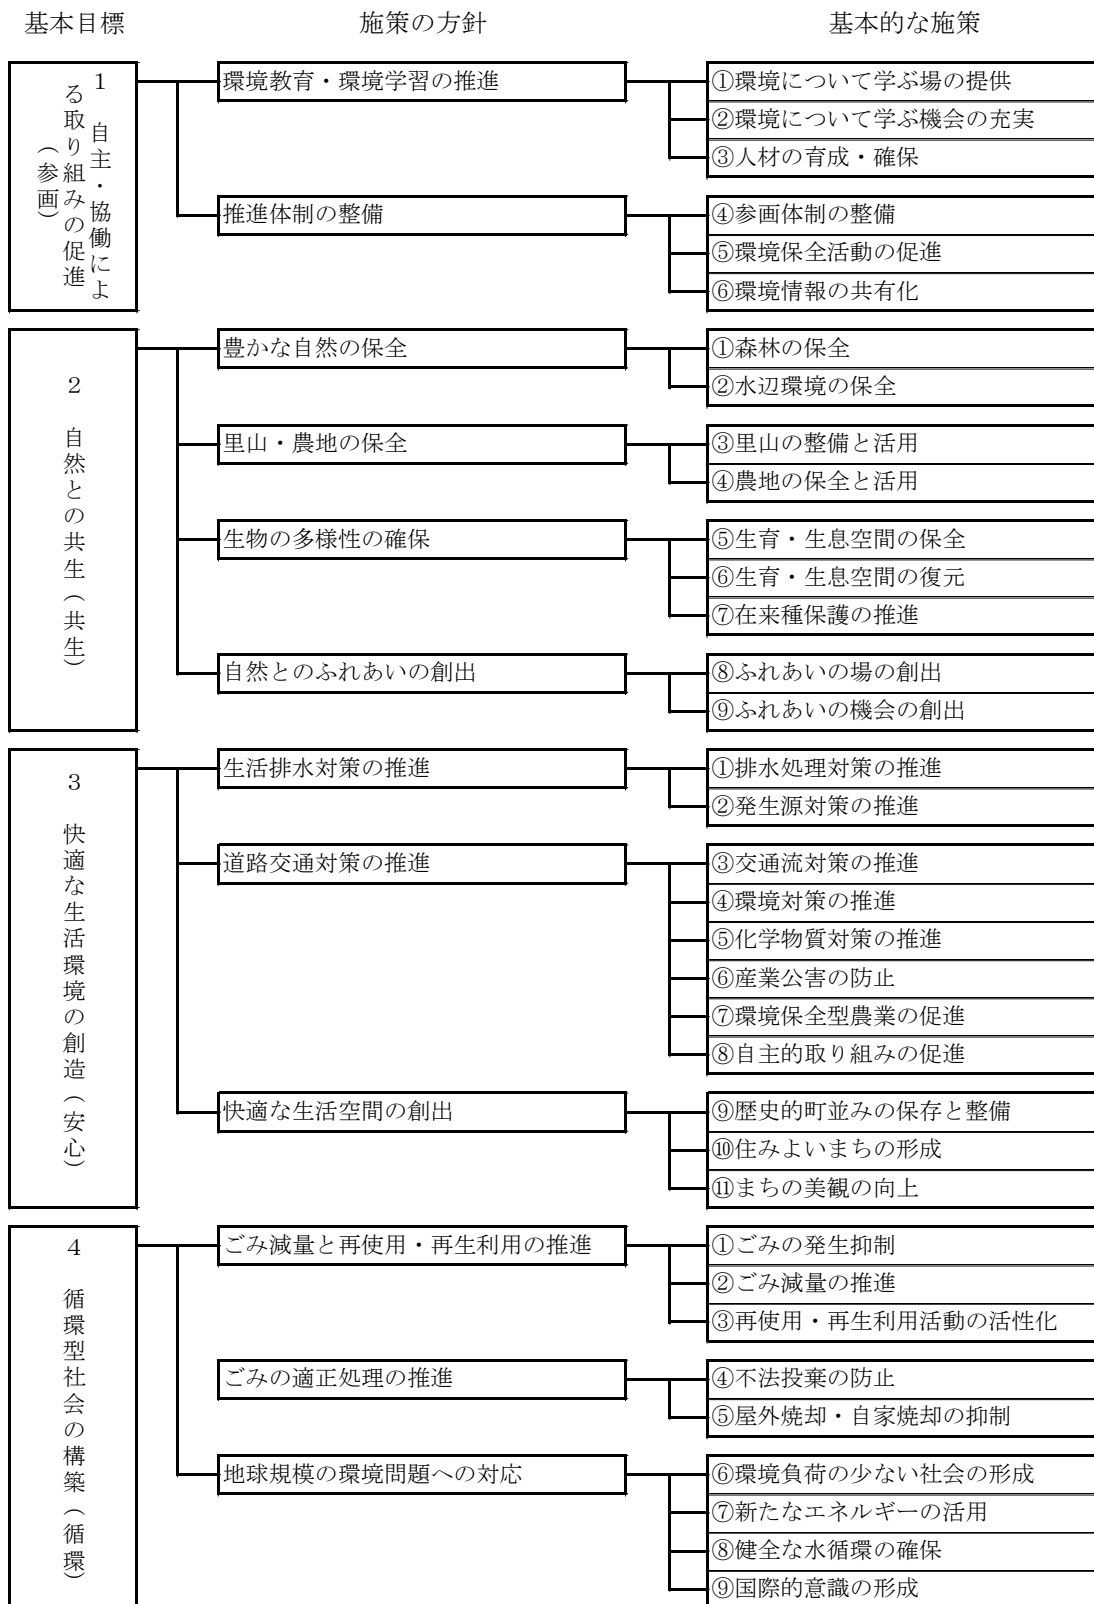 基本目標
施策の方針
基本的な施策
1 自主・協働によ
る取り組みの促進
（参画）
環境教育・環境学習の推進
①環境について学ぶ場の提供
②環境について学ぶ機会の充実
③人材の育成・確保
推進体制の整備
④参画体制の整備
⑤環境保全活動の促進
⑥環境情報の共有化
2 自然との共生（共生）
豊かな自然の保全
①森林の保全
②水辺環境の保全
里山・農地の保全
③里山の整備と活用
④農地の保全と活用
生物の多様性の確保
⑤生育・生息空間の保全
⑥生育・生息空間の復元
⑦在来種保護の推進
自然とのふれあいの創出
⑧ふれあいの場の創出
⑨ふれあいの機会の創出
3 快適な生活環境の創造（安心）
生活排水対策の推進
①排水処理対策の推進
②発生源対策の推進
道路交通対策の推進
③交通流対策の推進
④環境対策の推進
⑤化学物質対策の推進
⑥産業公害の防止
⑦環境保全型農業の促進
⑧自主的取り組みの促進
快適な生活空間の創出
⑨歴史的町並みの保存と整備
⑩住みよいまちの形成
⑪まちの美観の向上
4 循環型社会の構築（循環）
ごみ減量と再使用・再生利用の推進
①ごみの発生抑制
②ごみ減量の推進
③再使用・再生利用活動の活性化
ごみの適正処理の推進
④不法投棄の防止
⑤屋外焼却・自家焼却の抑制
地球規模の環境問題への対応
⑥環境負荷の少ない社会の形成
⑦新たなエネルギーの活用
⑧健全な水循環の確保
⑨国際的意識の形成